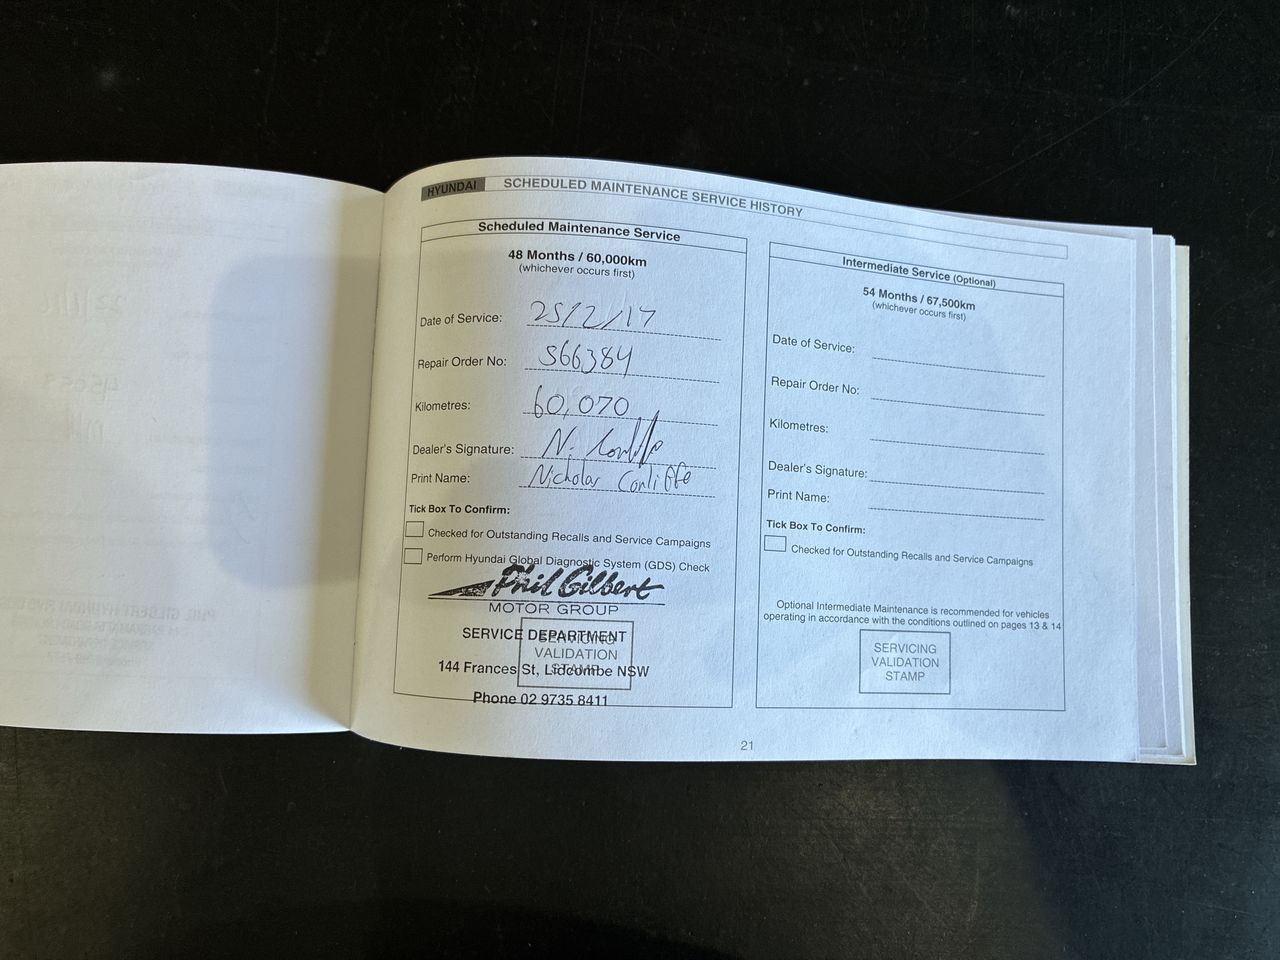 HYUNDAI SCHEDULED MAINTENANCE SERVICE HISTORY
Scheduled Maintenance Service
48 Months / 60,000km
(whichever occurs first)
Date of Service: 25/2/17
Repair Order No: 566384
Kilometres: 60,070
Dealer's Signature: N. Conliffe
Print Name: Nicholas Conliffe
Tick Box To Confirm:
Checked for Outstanding Recalls and Service Campaigns
Perform Hyundai Global Diagnostic System (GDS) Check
Phil Gilbert
MOTOR GROUP
SERVICE DEPARTMENT
144 Frances St, Lidcombe NSW
Phone 02 9735 8411
SERVICING
VALIDATION
STAMP
Intermediate Service (Optional)
54 Months / 67,500km
(whichever occurs first)
Date of Service:
Repair Order No:
Kilometres:
Dealer's Signature:
Print Name:
Tick Box To Confirm:
Checked for Outstanding Recalls and Service Campaigns
Optional Intermediate Maintenance is recommended for vehicles
operating in accordance with the conditions outlined on pages 13 & 14
SERVICING
VALIDATION
STAMP
21